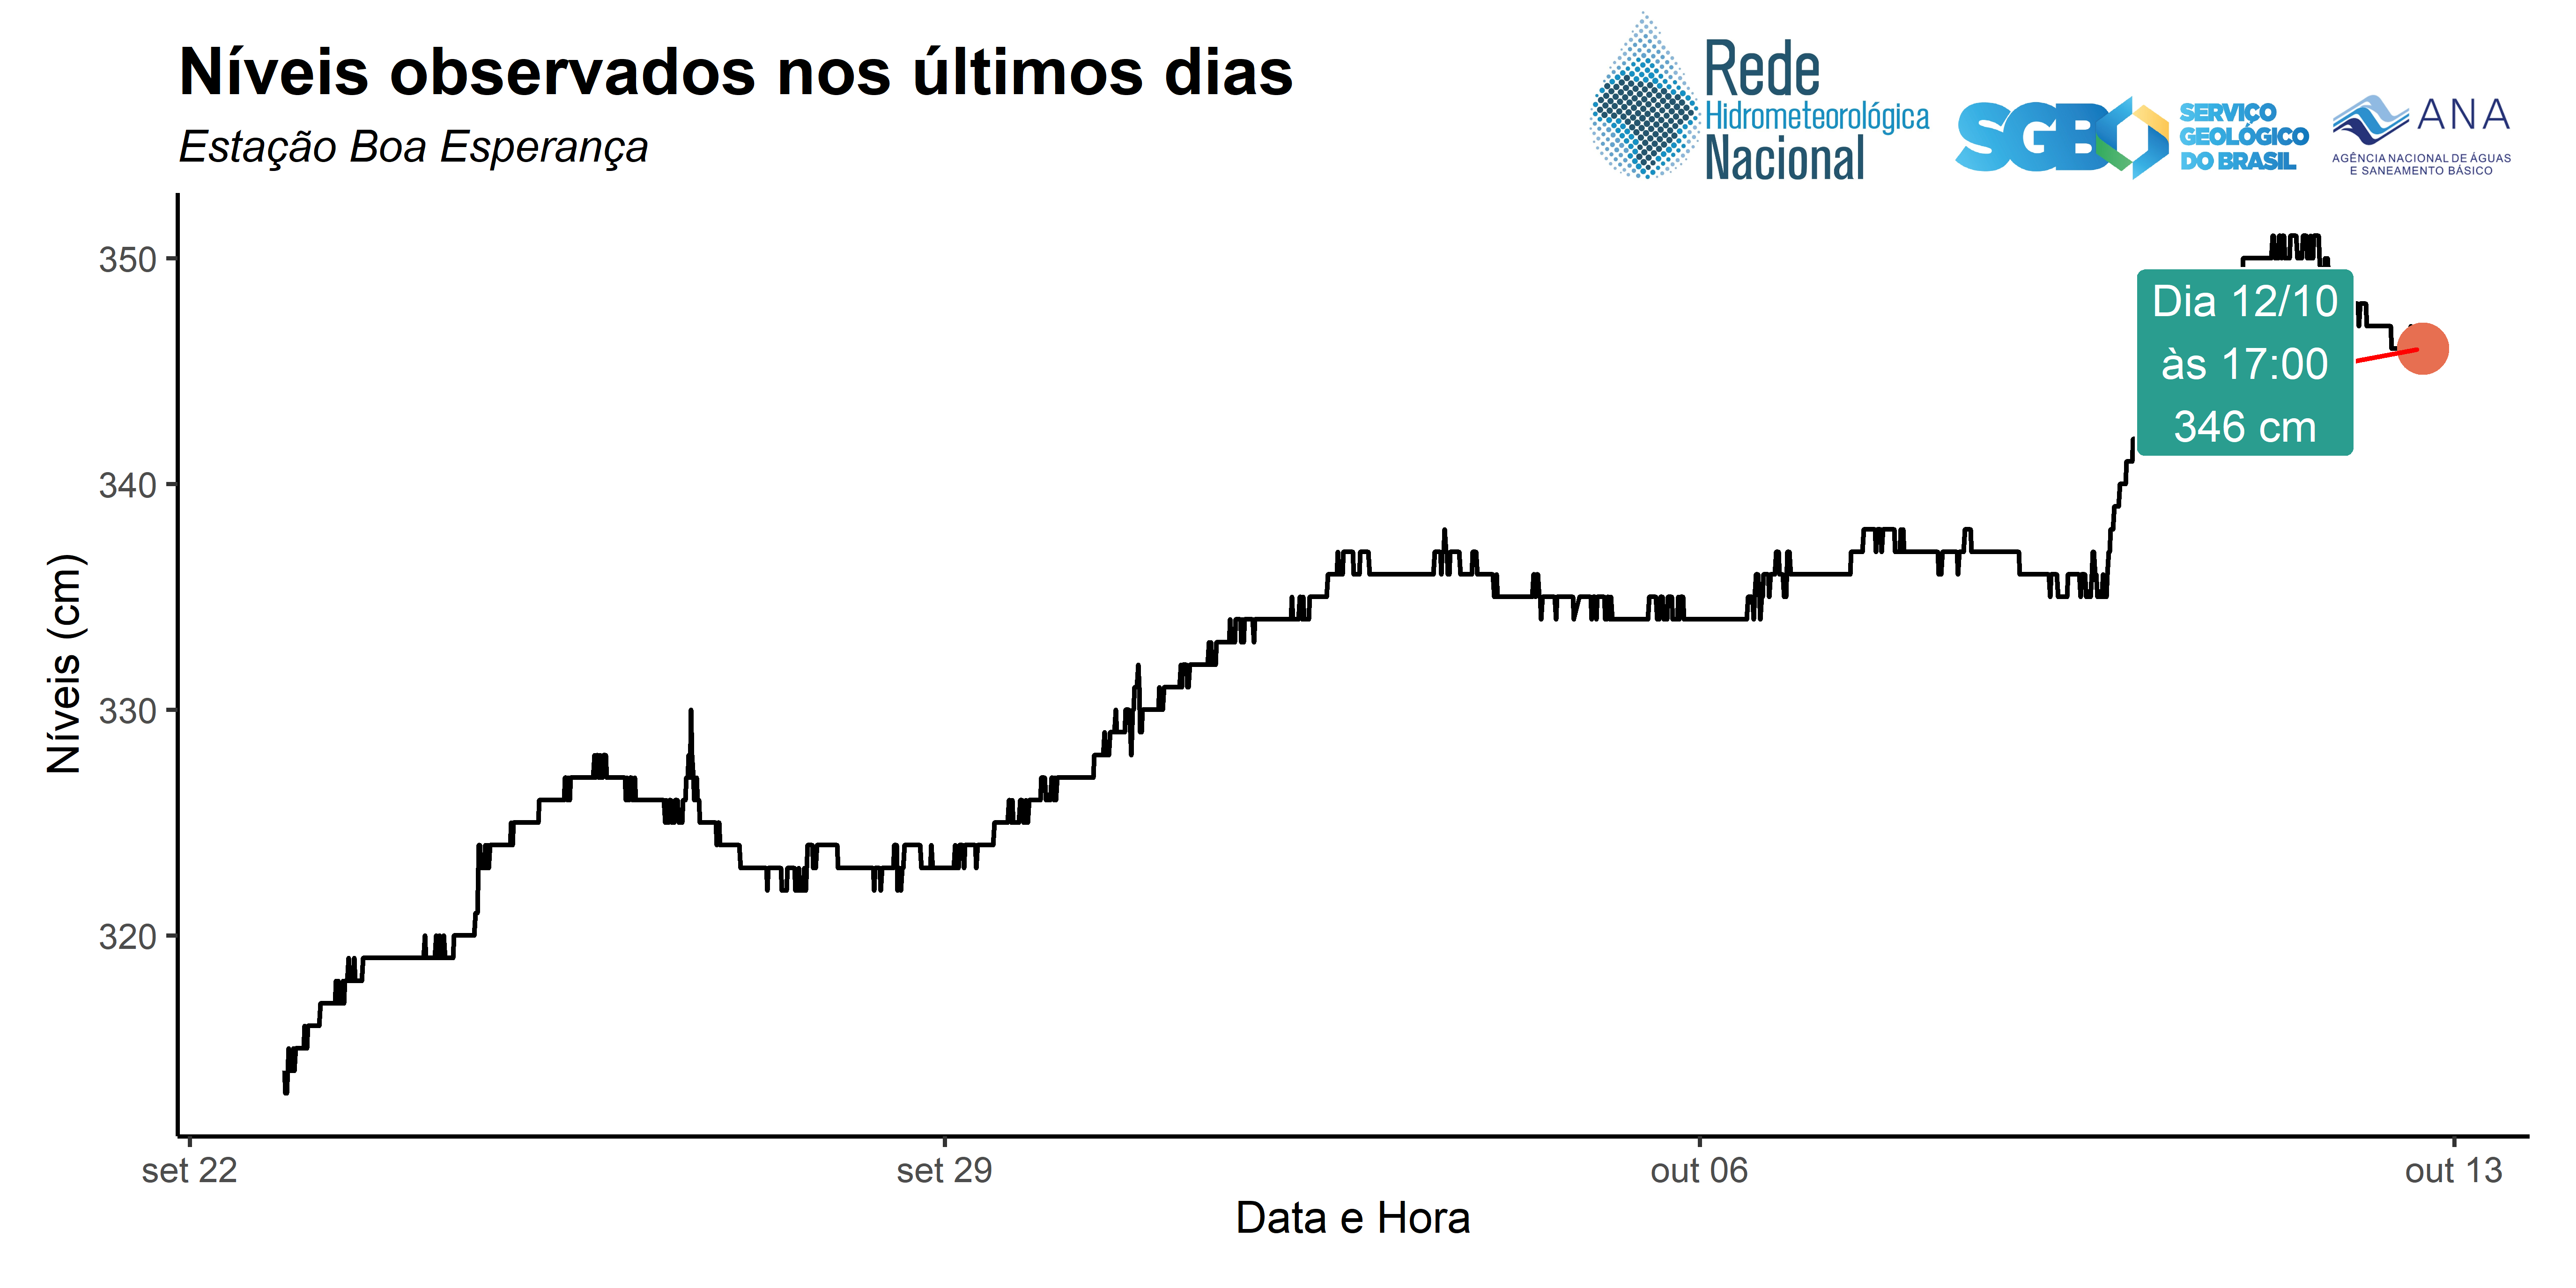 Níveis observados nos últimos dias
Estação Boa Esperança
Rede
Hidrometeorológica
Nacional
SGB
SERVIÇO
GEOLÓGICO
DO BRASIL
ANA
AGÊNCIA NACIONAL DE ÁGUAS
E SANEAMENTO BÁSICO
Níveis (cm)
350
340
330
320
Dia 12/10
às 17:00
346 cm
set 22
set 29
out 06
out 13
Data e Hora